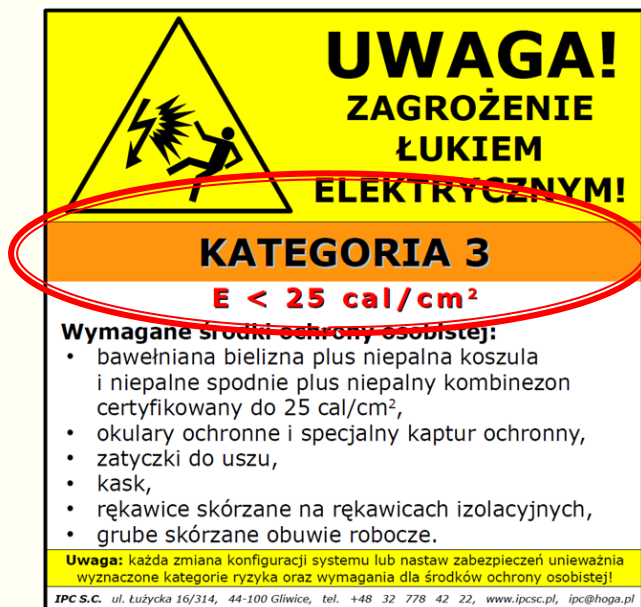 UWAGA!
ZAGROŻENIE
ŁUKIEM
ELEKTRYCZNYM!
KATEGORIA 3
E < 25 cal/cm²
Wymagane środki ochrony osobistej:
• bawełniana bielizna plus niepalna koszula
i niepalne spodnie plus niepalny kombinezon
certyfikowany do 25 cal/cm²,
• okulary ochronne i specjalny kaptur ochronny,
• zatyczki do uszu,
• kask,
• rękawice skórzane na rękawicach izolacyjnych,
• grube skórzane obuwie robocze.
Uwaga: każda zmiana konfiguracji systemu lub nastaw zabezpieczeń unieważnia
wyznaczone kategorie ryzyka oraz wymagania dla środków ochrony osobistej!
IPC S.C. ul. Łużycka 16/314, 44-100 Gliwice, tel. +48 32 778 42 22, www.ipcsc.pl, ipc@hoga.pl